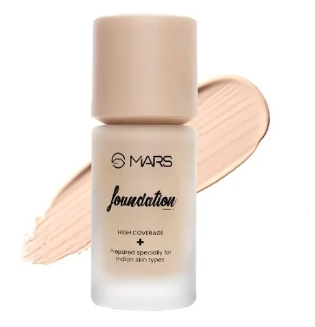 MARS
foundation
HIGH COVERAGE
+
Prepared specially for
Indian skin types